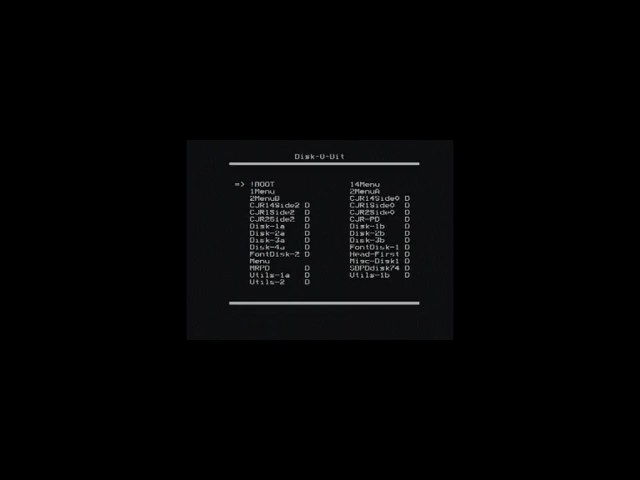 Disk-U-Uit
=> !ROOT 14Menu
1Menu 2MenuA
2MenuB CJR14Side0 D
CJR14Side2 D CJR1Side0 D
CJR1Side2 D CJR2Side0 D
CJR2Side2 D CJR-PD D
Disk-1a D Disk-1b D
Disk-2a D Disk-2b D
Disk-3a D Disk-3b D
Disk-4a D FontDisk-1 D
FontDisk-2 D Head-First D
Menu Misc-Disk1 D
MRPD D SDPDdisk74 D
Utils-1a D Utils-1b D
Utils-2 D